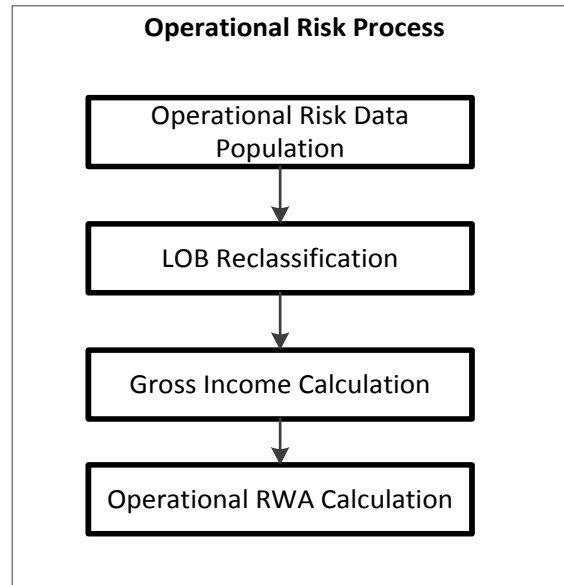 Operational Risk Process
Operational Risk Data
Population
LOB Reclassification
Gross Income Calculation
Operational RWA Calculation